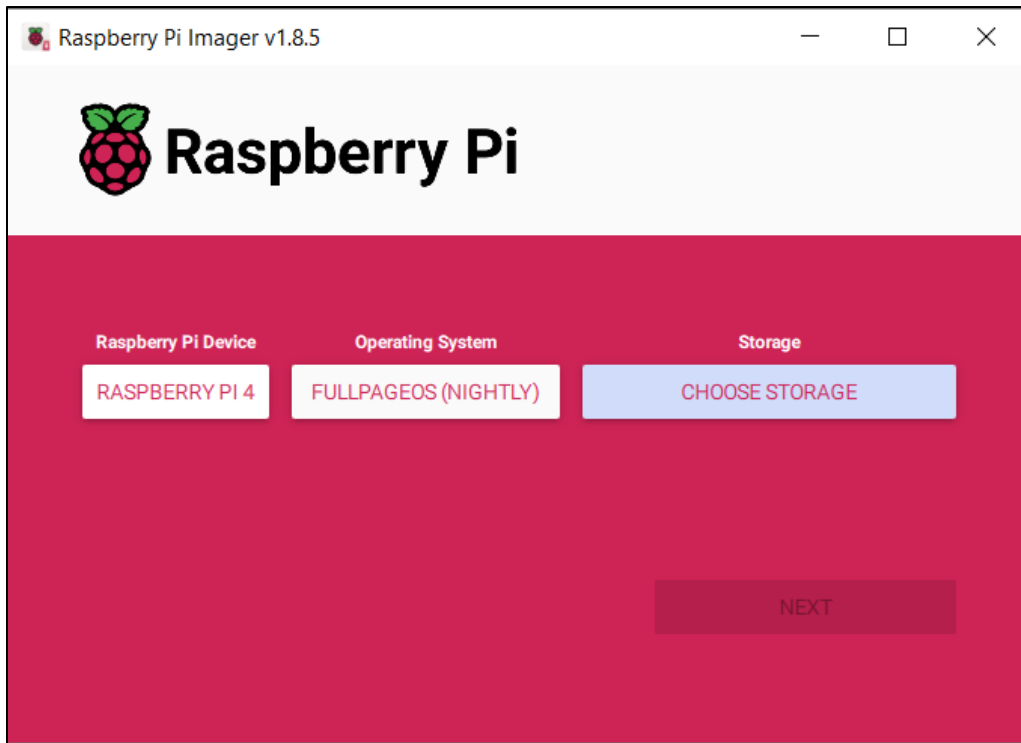 Raspberry Pi Imager v1.8.5
Raspberry Pi
Raspberry Pi Device Operating System Storage
RASPBERRY PI 4 FULLPAGEOS (NIGHTLY) CHOOSE STORAGE
NEXT